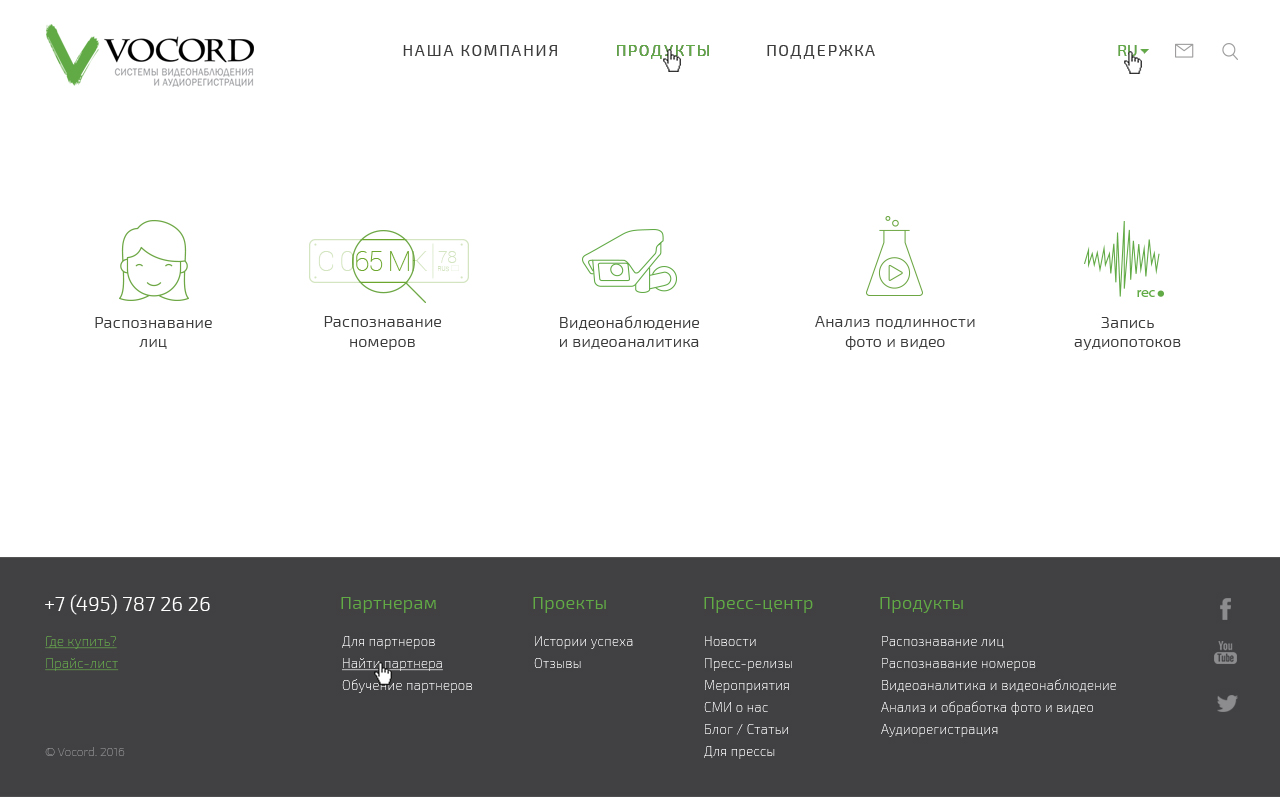 VOCORD
СИСТЕМЫ ВИДЕОНАБЛЮДЕНИЯ
И АУДИОРЕГИСТРАЦИИ
НАША КОМПАНИЯ
ПРОДУКТЫ
ПОДДЕРЖКА
RU
С 065 МК 78
RUS
rec
Распознавание
лиц
Распознавание
номеров
Видеонаблюдение
и видеоаналитика
Анализ подлинности
фото и видео
Запись
аудиопотоков
+7 (495) 787 26 26
Где купить?
Прайс-лист
© Vocord. 2016
Партнерам
Для партнеров
Найти партнера
Обучение партнеров
Проекты
Истории успеха
Отзывы
Пресс-центр
Новости
Пресс-релизы
Мероприятия
СМИ о нас
Блог / Статьи
Для прессы
Продукты
Распознавание лиц
Распознавание номеров
Видеоаналитика и видеонаблюдение
Анализ и обработка фото и видео
Аудиорегистрация
f
You
Tube